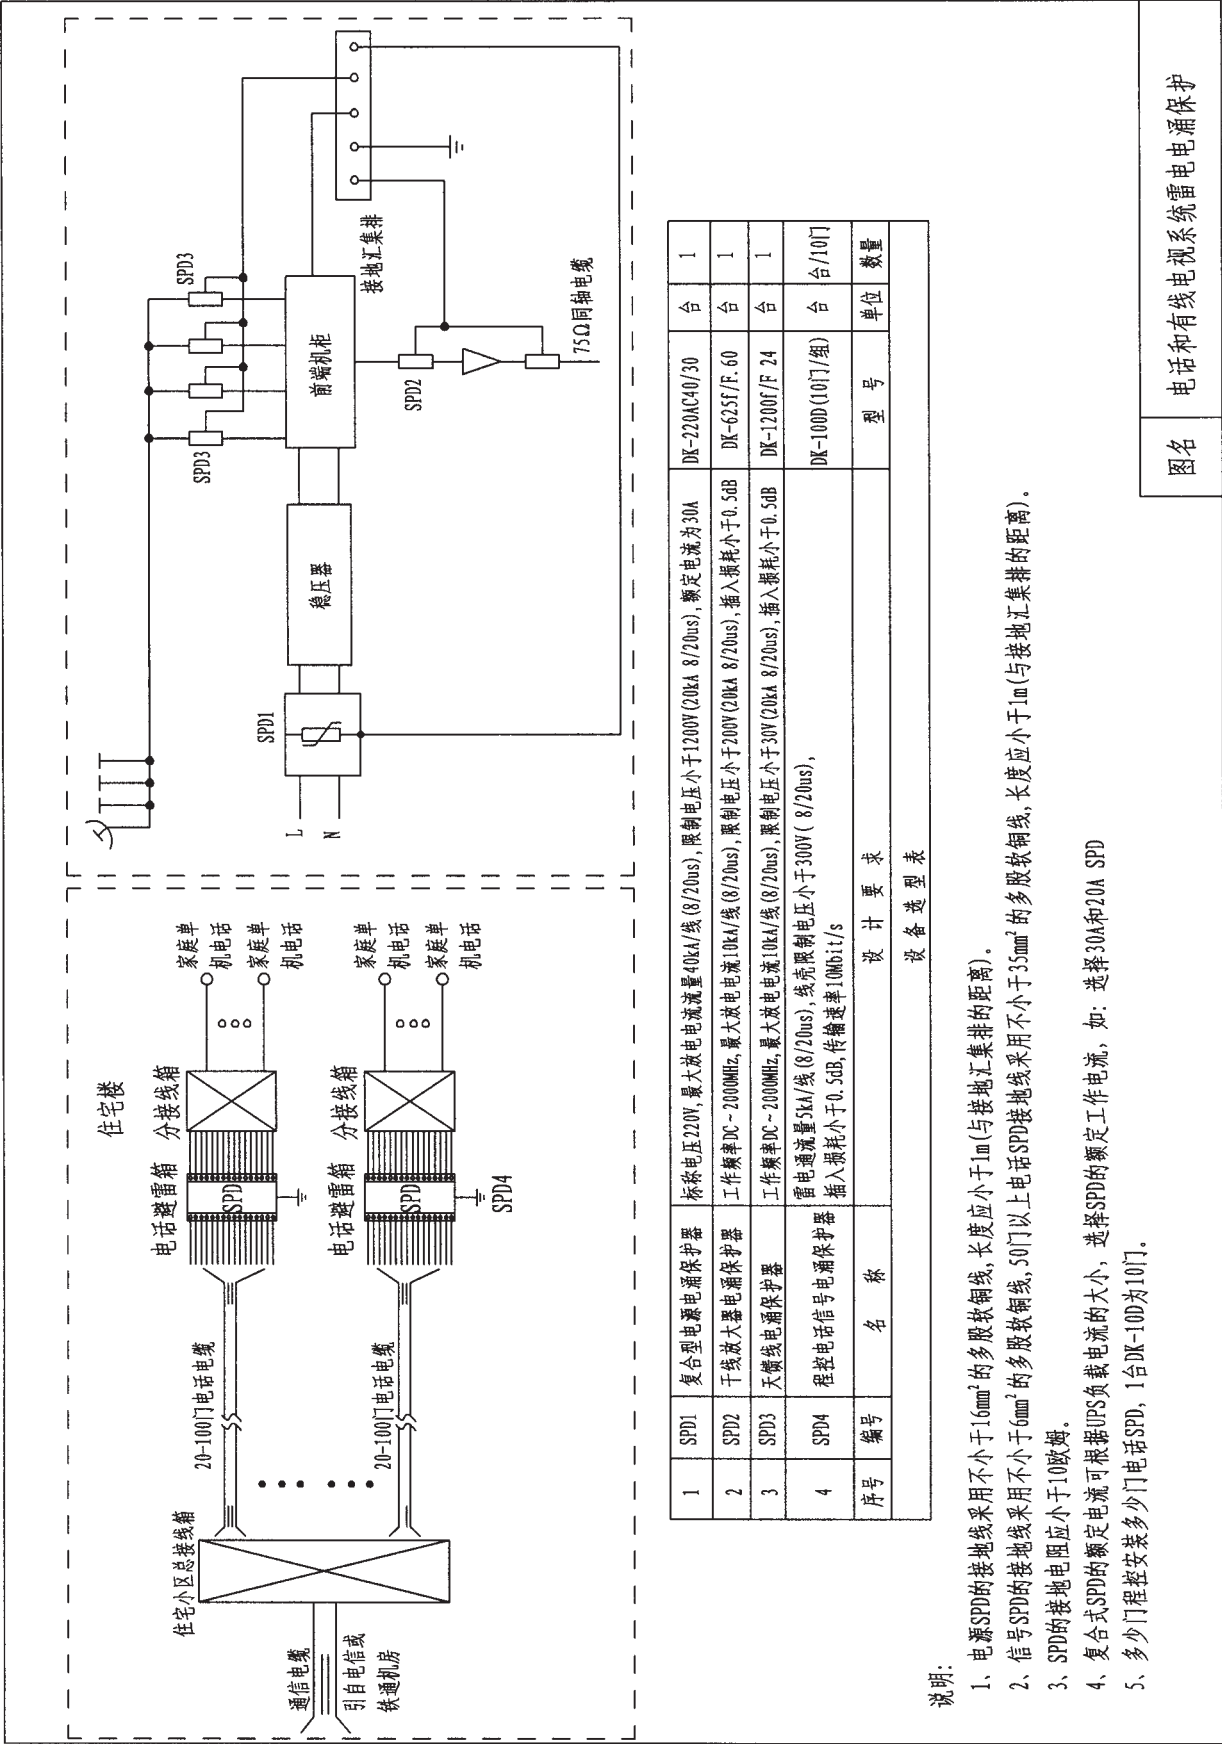 住宅楼
住宅小区总接线箱
通信电缆
引自电信或
铁通机房
20-100门电话电缆
20-100门电话电缆
电话避雷箱
分接线箱
SPD
家庭单
机电话
家庭单
机电话
电话避雷箱
分接线箱
SPD
SPD4
家庭单
机电话
家庭单
机电话
L
N
SPD1
稳压器
前端机柜
SPD3
SPD3
SPD2
75Ω同轴电缆
接地汇集排
1 SPD1 复合型电源电涌保护器 标称电压220V,最大放电电流流量40kA/线(8/20us),限制电压小于1200V(20kA 8/20us),额定电流为30A DK-220AC40/30 台 1
2 SPD2 干线放大器电涌保护器 工作频率DC~2000MHz,最大放电电流10kA/线(8/20us),限制电压小于200V(20kA 8/20us),插入损耗小于0.5dB DK-625f/F.60 台 1
3 SPD3 天馈线电涌保护器 工作频率DC~2000MHz,最大放电电流10kA/线(8/20us),限制电压小于30V(20kA 8/20us),插入损耗小于0.5dB DK-1200f/F 24 台 1
4 SPD4 程控电话信号电涌保护器 雷电通流量5kA/线(8/20us),线壳限制电压小于300V( 8/20us),
插入损耗小于0.5dB,传输速率10Mbit/s DK-100D(10门/组) 台 台/10门
序号 编号 名 称 设 计 要 求 型 号 单位 数量
设 备 选 型 表
说明:
1、电源SPD的接地线采用不小于16mm²的多股软铜线,长度应小于1m(与接地汇集排的距离)。
2、信号SPD的接地线采用不小于6mm²的多股软铜线,50门以上电话SPD接地线采用不小于35mm²的多股软铜线,长度应小于1m(与接地汇集排的距离)。
3、SPD的接地电阻应小于10欧姆。
4、复合式SPD的额定电流可根据UPS负载电流的大小，选择SPD的额定工作电流，如：选择30A和20A SPD
5、多少门程控安装多少门电话SPD，1台DK-10D为10门。
图名 电话和有线电视系统雷电电涌保护